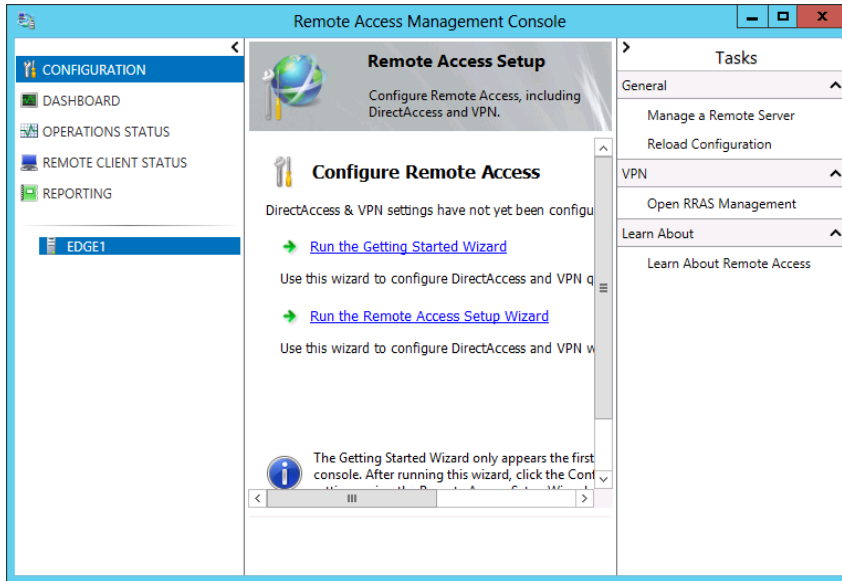 Remote Access Management Console
CONFIGURATION
DASHBOARD
OPERATIONS STATUS
REMOTE CLIENT STATUS
REPORTING
EDGE1
Remote Access Setup
Configure Remote Access, including
DirectAccess and VPN.
Configure Remote Access
DirectAccess & VPN settings have not yet been configu
Run the Getting Started Wizard
Use this wizard to configure DirectAccess and VPN q
Run the Remote Access Setup Wizard
Use this wizard to configure DirectAccess and VPN w
The Getting Started Wizard only appears the first
console. After running this wizard, click the Conf
Tasks
General
Manage a Remote Server
Reload Configuration
VPN
Open RRAS Management
Learn About
Learn About Remote Access